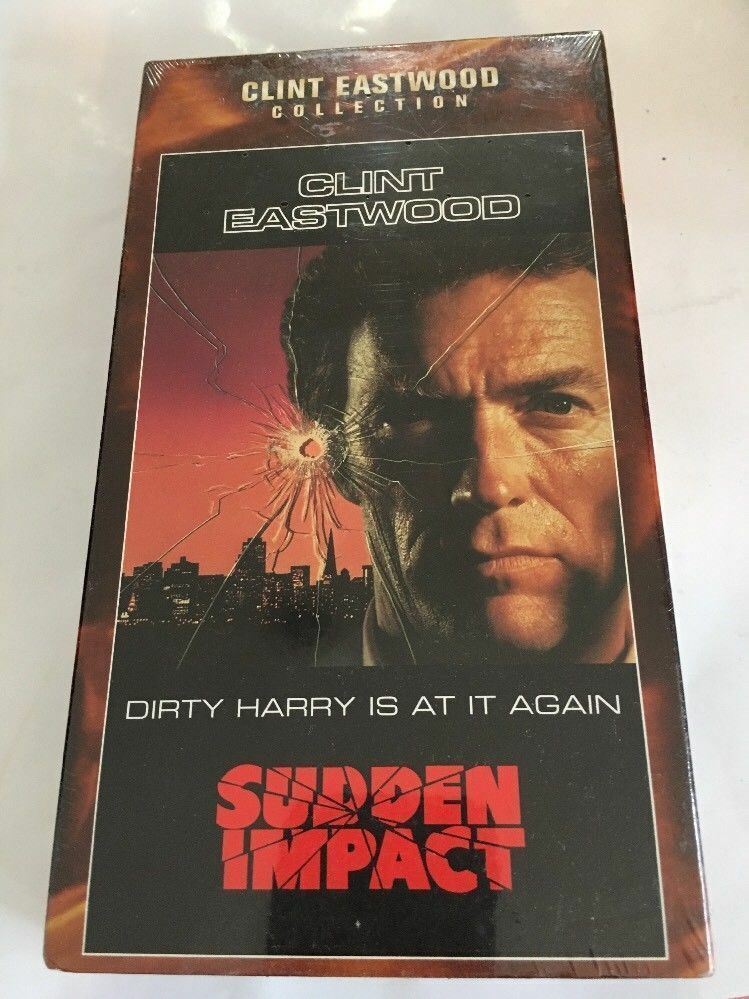 CLINT EASTWOOD
COLLECTION
CLINT
EASTWOOD
DIRTY HARRY IS AT IT AGAIN
SUDDEN
IMPACT